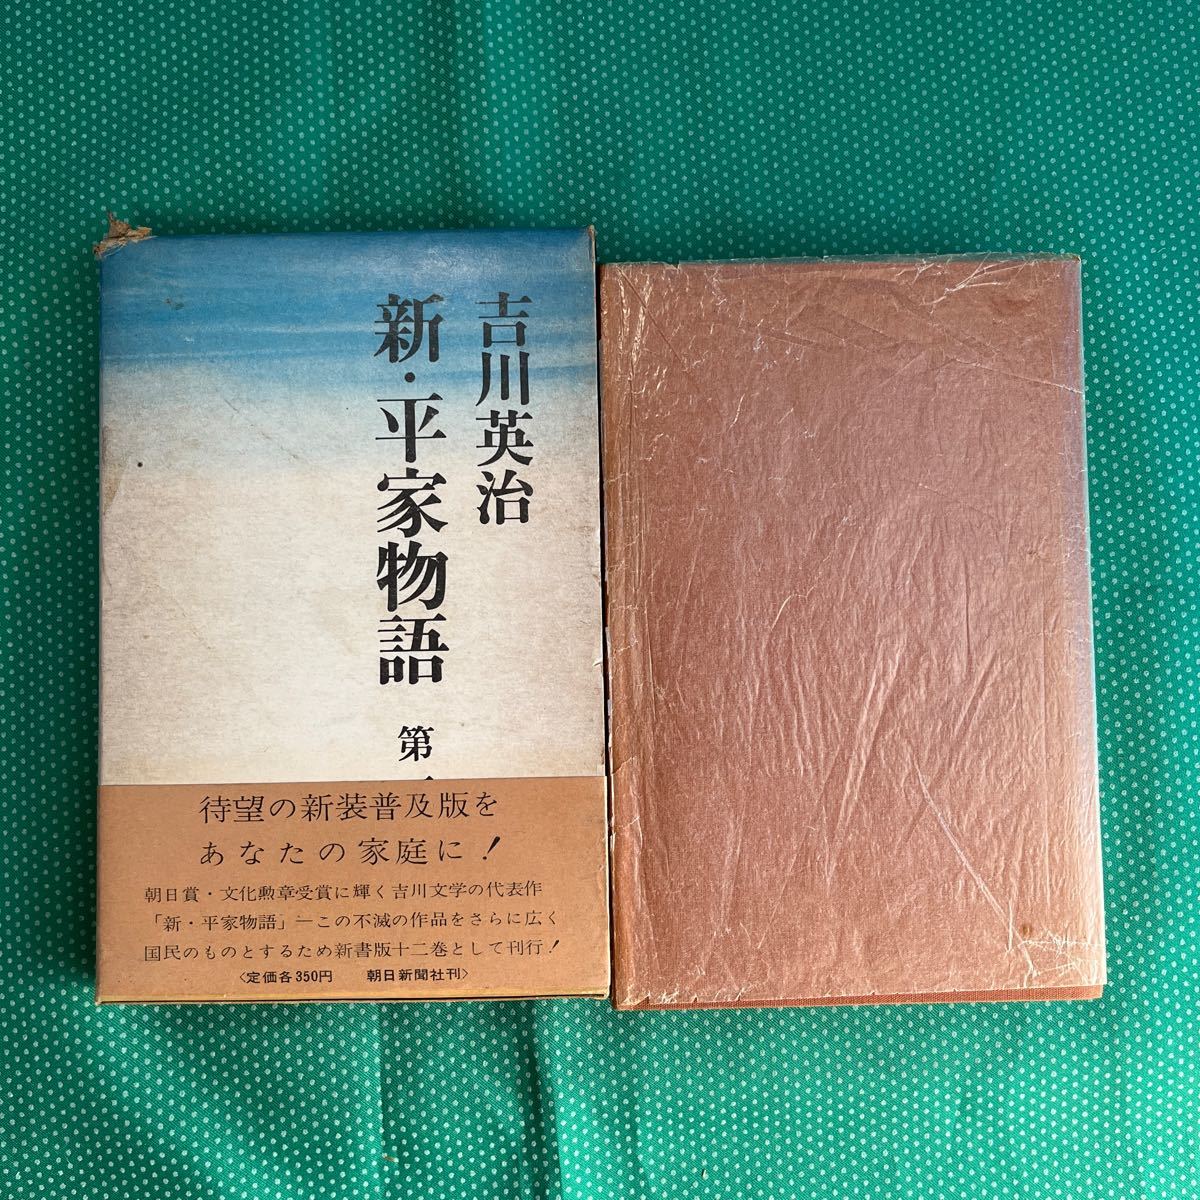 吉川英治
新・平家物語 第
待望の新装普及版を
あなたの家庭に！
朝日賞・文化勲章受賞に輝く吉川文学の代表作
「新・平家物語」―この不滅の作品をさらに広く
国民のものとするため新書版十二巻として刊行！
〈定価各350円 朝日新聞社刊〉